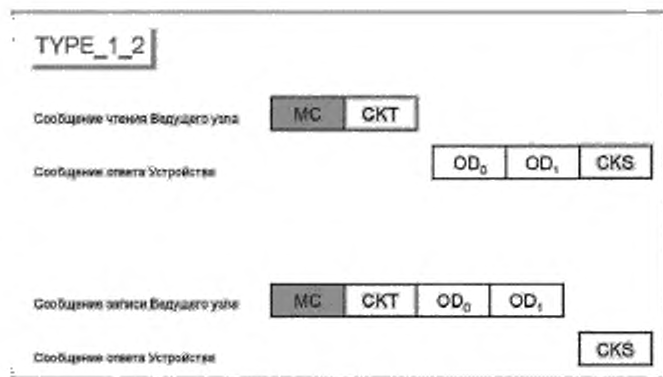 TYPE_1_2
Сообщение чтения Ведущего узла MC CKT
Сообщение ответа Устройства OD₀ OD₁ CKS
Сообщение записи Ведущего узла MC CKT OD₀ OD₁
Сообщение ответа Устройства CKS